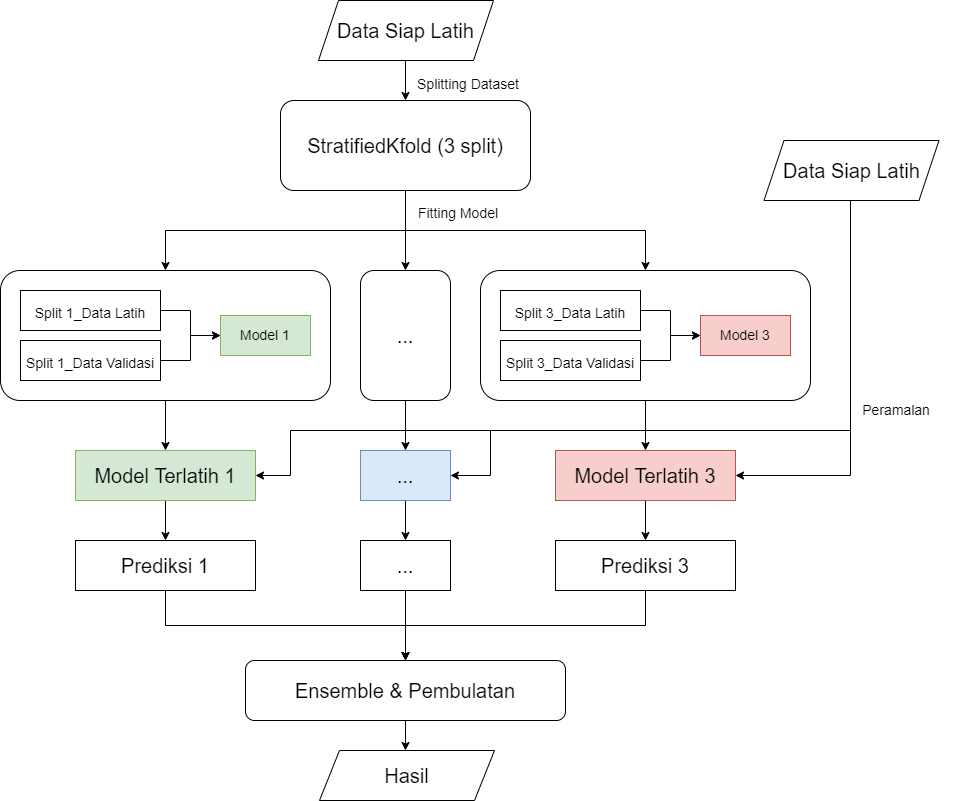 Data Siap Latih
Splitting Dataset
StratifiedKfold (3 split)
Data Siap Latih
Fitting Model
Split 1_Data Latih
Split 1_Data Validasi
Model 1
...
Split 3_Data Latih
Split 3_Data Validasi
Model 3
Peramalan
Model Terlatih 1
...
Model Terlatih 3
Prediksi 1
...
Prediksi 3
Ensemble & Pembulatan
Hasil